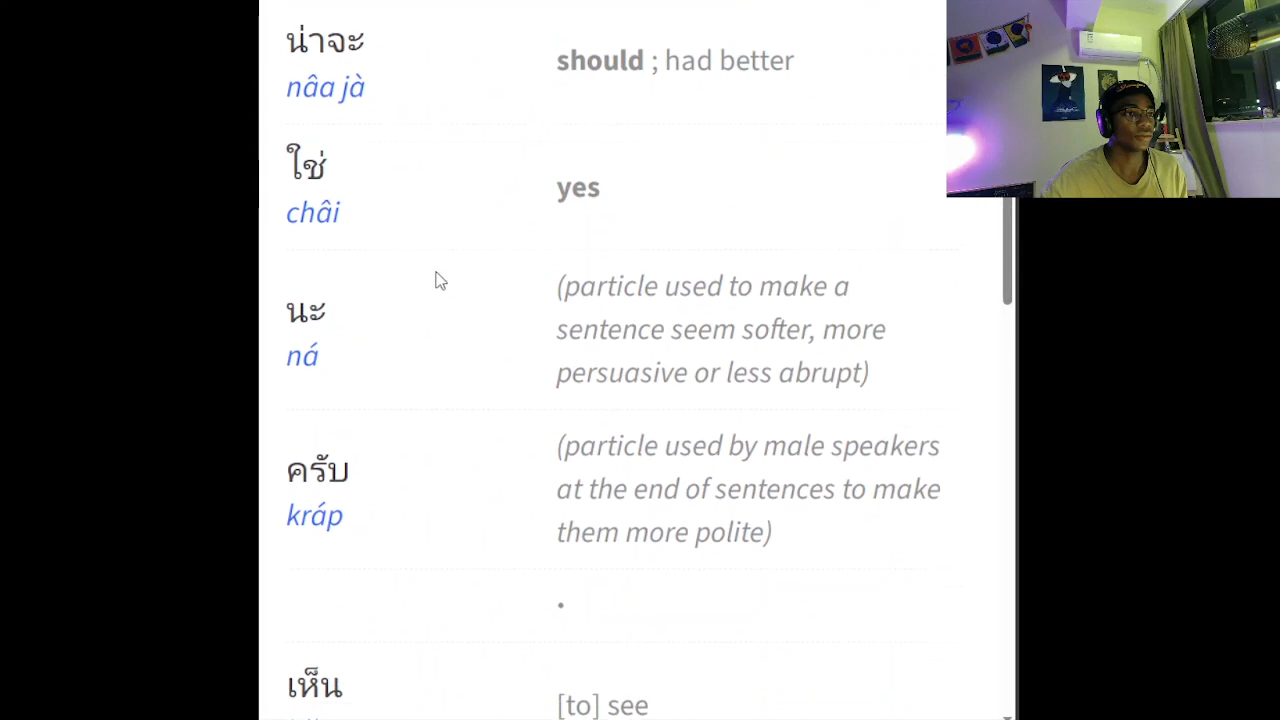 น่าจะ
nâa jà
should ; had better
ใช่
châi
yes
นะ
ná
(particle used to make a
sentence seem softer, more
persuasive or less abrupt)
ครับ
kráp
(particle used by male speakers
at the end of sentences to make
them more polite)
.
เห็น
[to] see